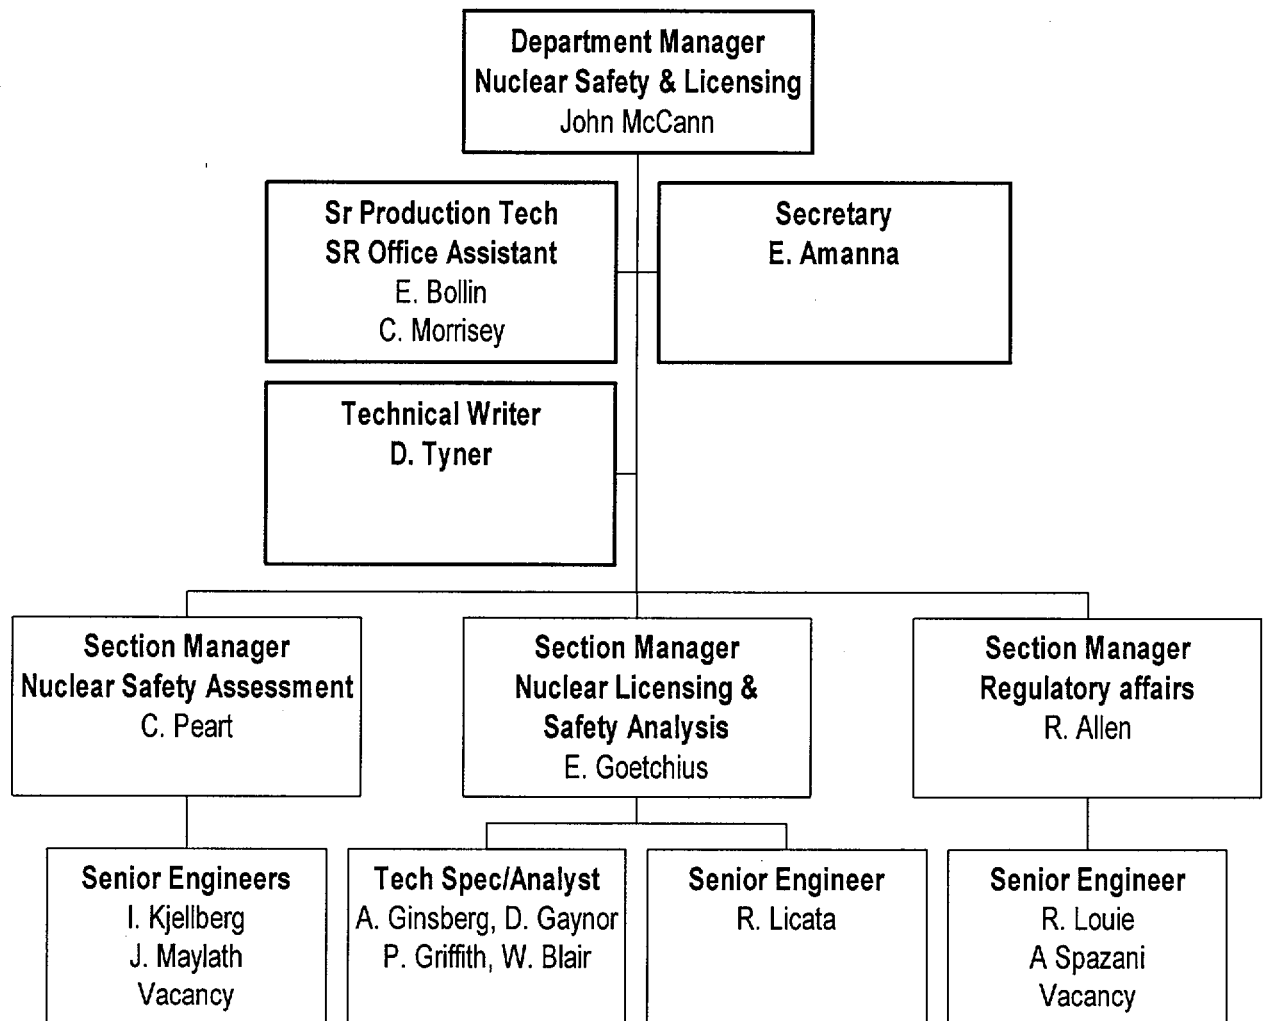 Department Manager
Nuclear Safety & Licensing
John McCann
Sr Production Tech
SR Office Assistant
E. Bollin
C. Morrisey
Secretary
E. Amanna
Technical Writer
D. Tyner
Section Manager
Nuclear Safety Assessment
C. Peart
Section Manager
Nuclear Licensing &
Safety Analysis
E. Goetchius
Section Manager
Regulatory affairs
R. Allen
Senior Engineers
I. Kjellberg
J. Maylath
Vacancy
Tech Spec/Analyst
A. Ginsberg, D. Gaynor
P. Griffith, W. Blair
Senior Engineer
R. Licata
Senior Engineer
R. Louie
A Spazani
Vacancy